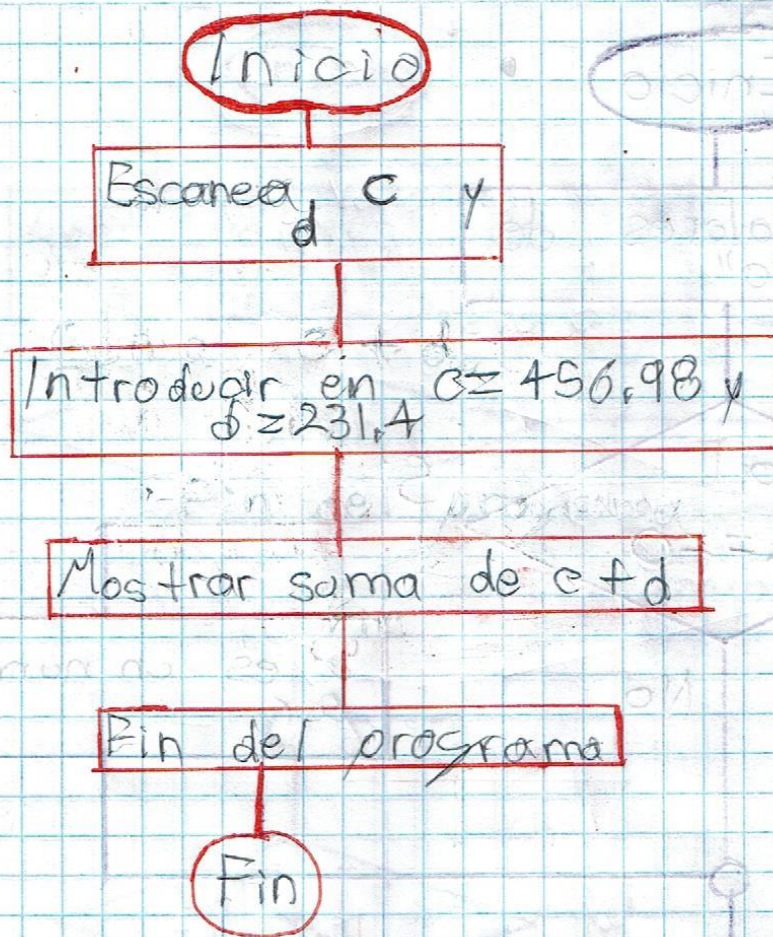 Inicio
Escanea c y
d
Introducir en c=456.98 y
d=231.4
Mostrar suma de c+d
Fin del programa
Fin